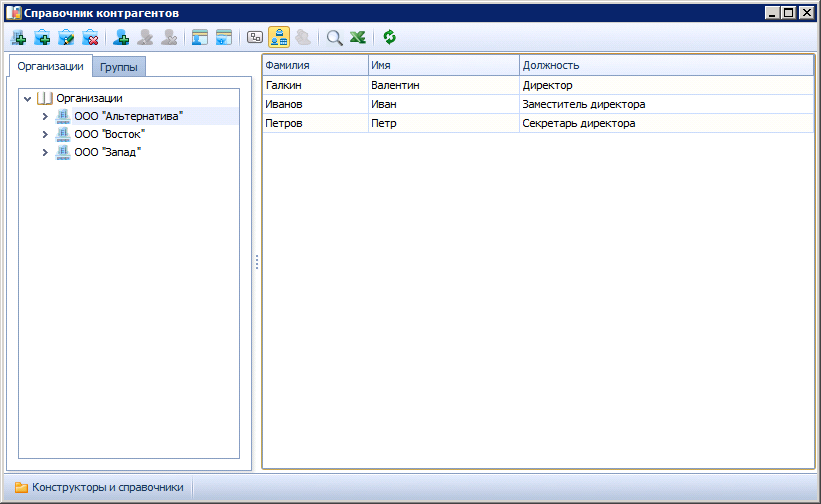 Справочник контрагентов
Организации Группы
Организации
ООО "Альтернатива"
ООО "Восток"
ООО "Запад"
Фамилия Имя Должность
Галкин Валентин Директор
Иванов Иван Заместитель директора
Петров Петр Секретарь директора
Конструкторы и справочники